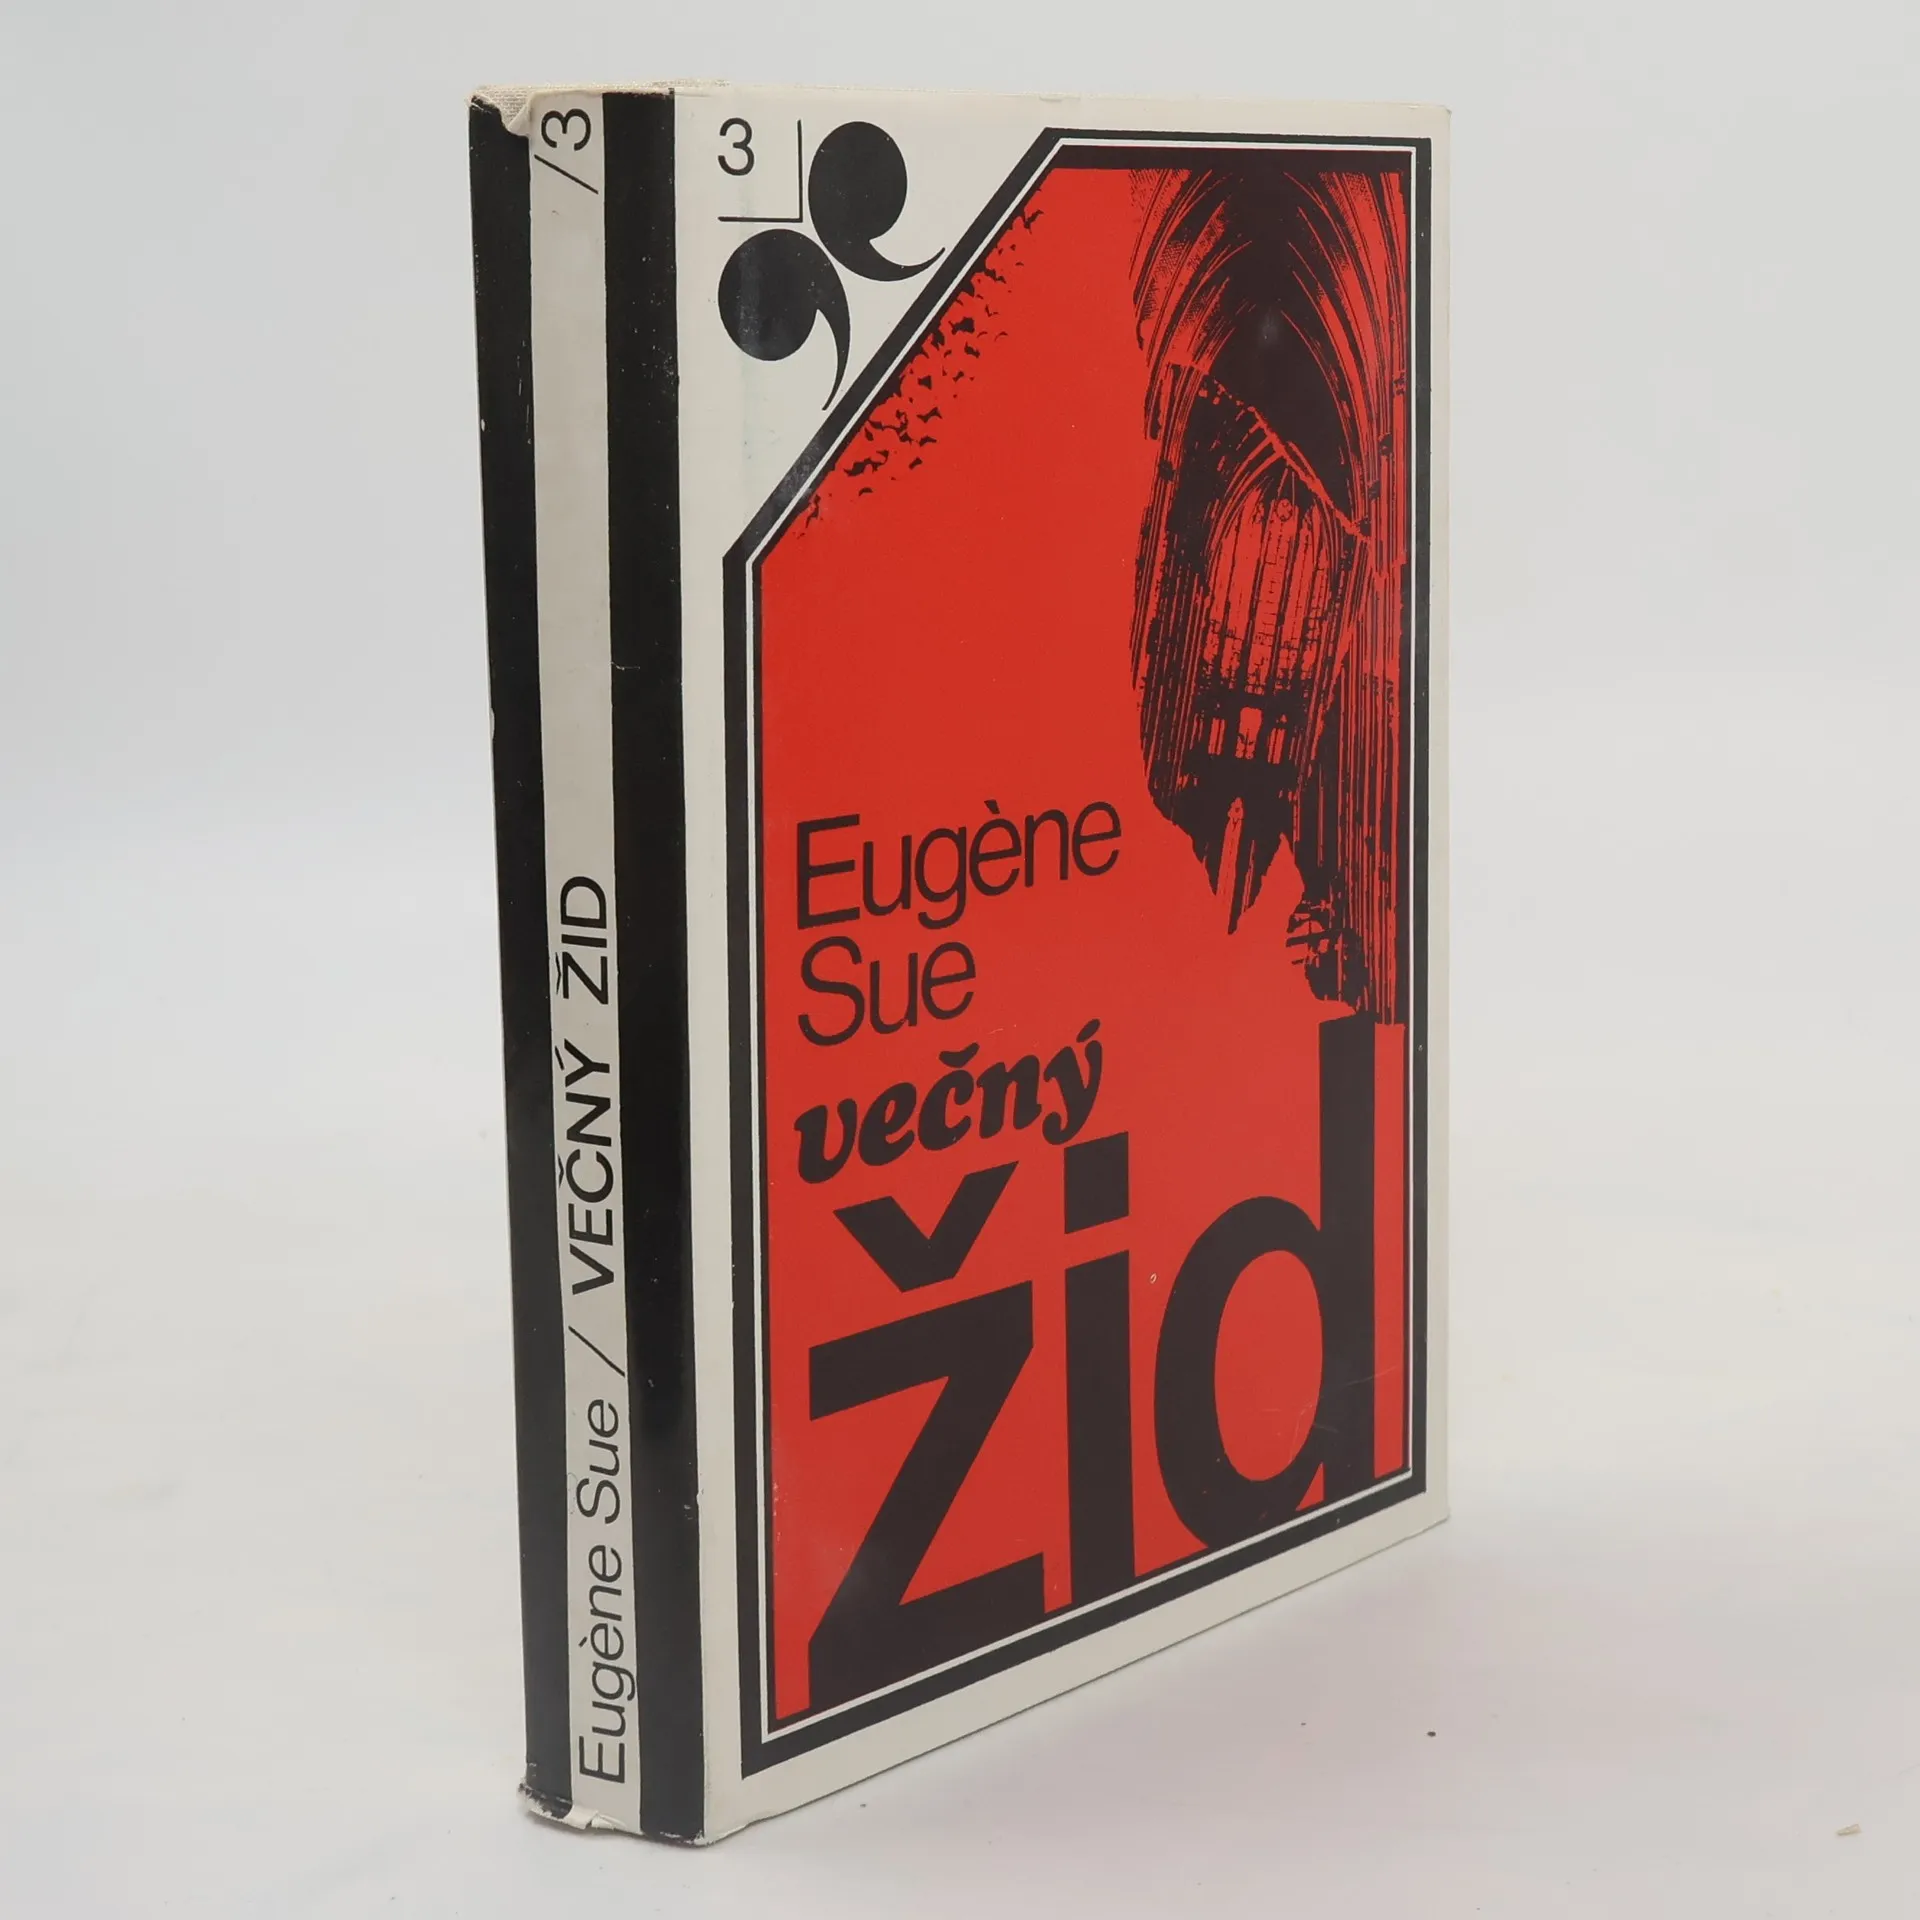 Eugène Sue / VEČNÝ ŽID /3
3
Eugène
Sue
večný
žid